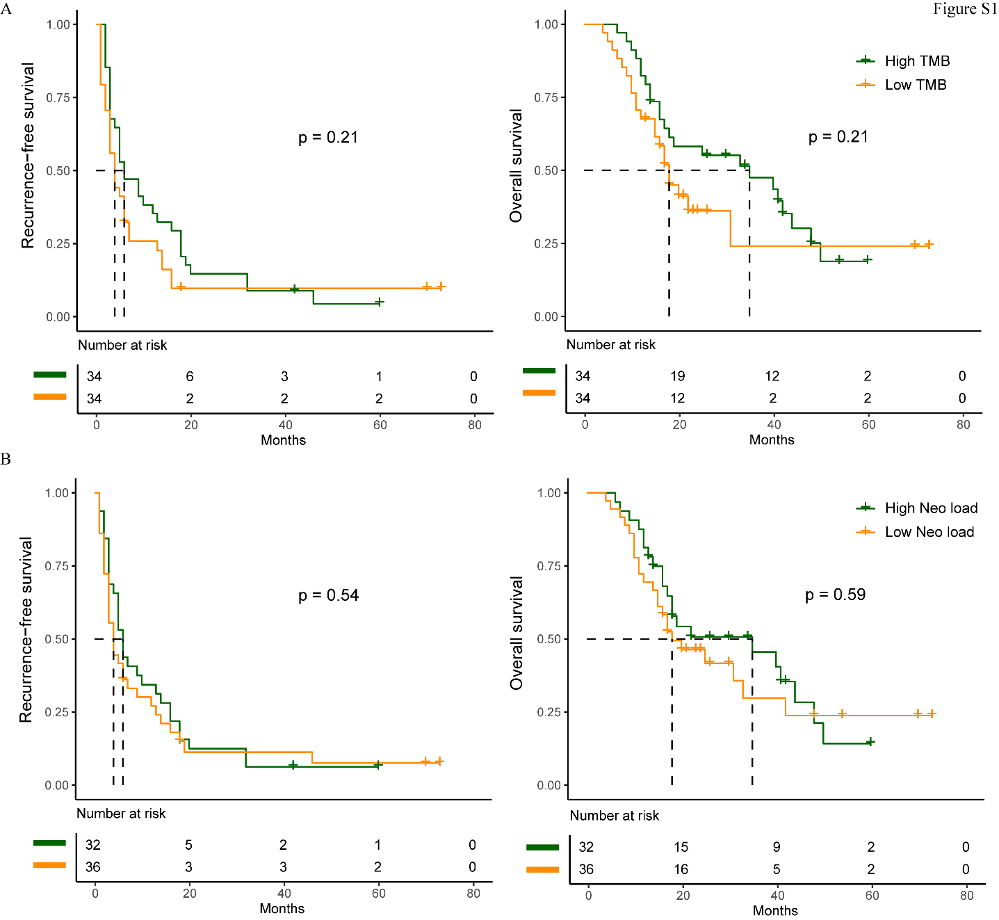 A
Figure S1
Recurrence-free survival
1.00
0.75
0.50
0.25
0.00
p = 0.21
Number at risk
34 6 3 1 0
34 2 2 2 0
0 20 40 60 80
Months
Overall survival
1.00
0.75
0.50
0.25
0.00
High TMB
Low TMB
p = 0.21
Number at risk
34 19 12 2 0
34 12 2 2 0
0 20 40 60 80
Months
B
Recurrence-free survival
1.00
0.75
0.50
0.25
0.00
p = 0.54
Number at risk
32 5 2 1 0
36 3 3 2 0
0 20 40 60 80
Months
Overall survival
1.00
0.75
0.50
0.25
0.00
High Neo load
Low Neo load
p = 0.59
Number at risk
32 15 9 2 0
36 16 5 2 0
0 20 40 60 80
Months